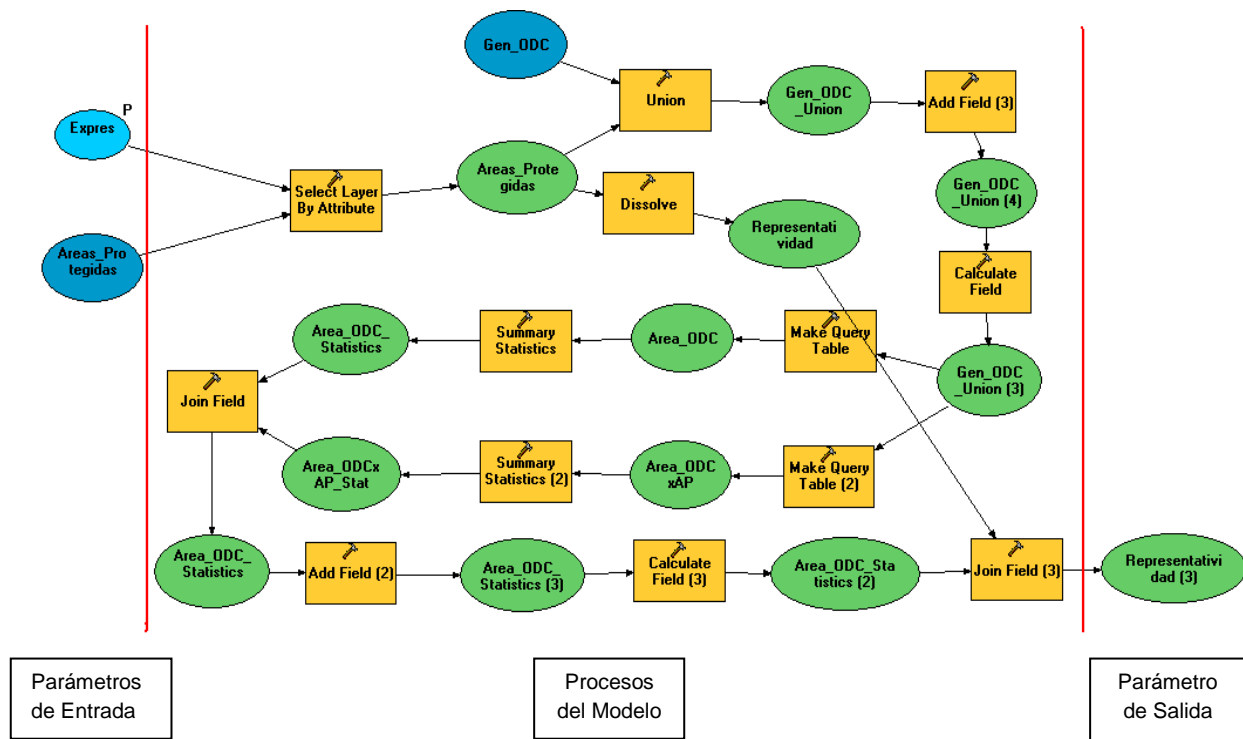 Gen_ODC
P
Expres
Union
Gen_ODC
_Union
Add Field (3)
Select Layer
By Attribute
Areas_Prote
gidas
Dissolve
Gen_ODC
_Union (4)
Areas_Pro
tegidas
Representati
vidad
Calculate
Field
Area_ODC_
Statistics
Summary
Statistics
Area_ODC
Make Query
Table
Gen_ODC
_Union (3)
Join Field
Area_ODCx
AP_Stat
Summary
Statistics (2)
Area_ODC
xAP
Make Query
Table (2)
Area_ODC_
Statistics
Add Field (2)
Area_ODC_
Statistics (3)
Calculate
Field (3)
Area_ODC_Sta
tistics (2)
Join Field (3)
Representativi
dad (3)
Parámetros
de Entrada
Procesos
del Modelo
Parámetro
de Salida